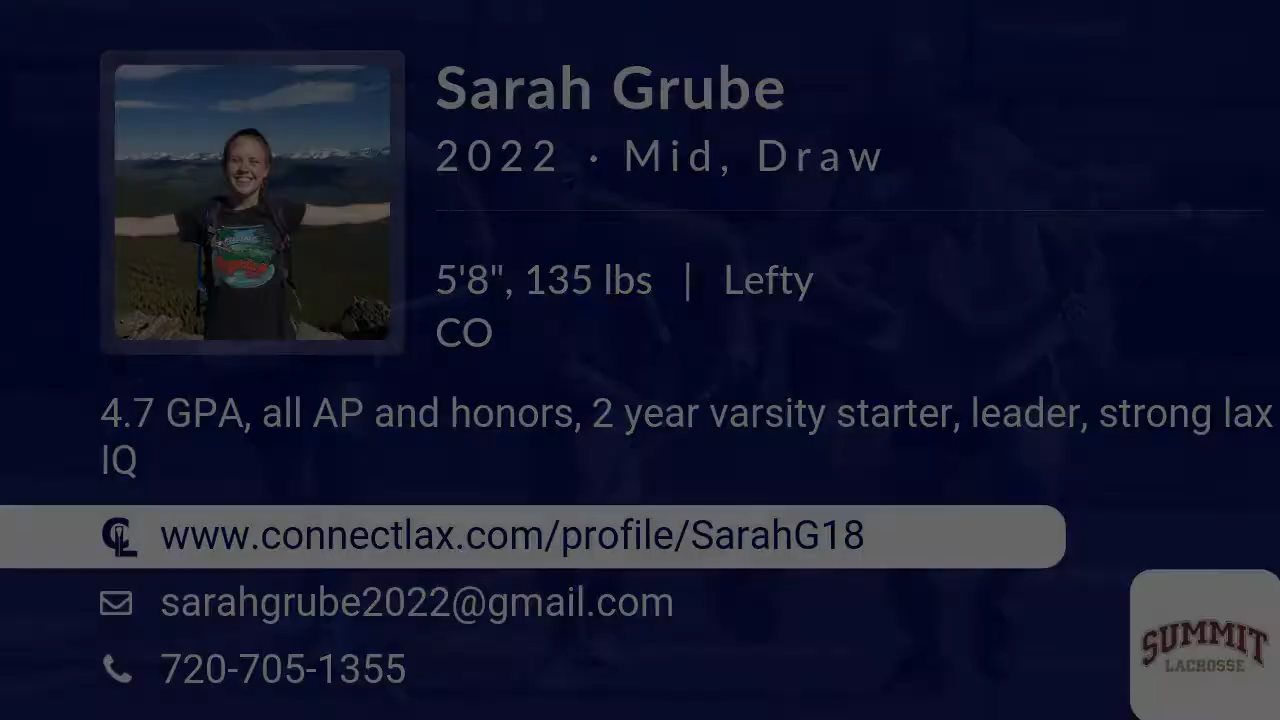 Sarah Grube
2022 · Mid, Draw
5'8", 135 lbs | Lefty
CO
4.7 GPA, all AP and honors, 2 year varsity starter, leader, strong lax
IQ
www.connectlax.com/profile/SarahG18
sarahgrube2022@gmail.com
720-705-1355
SUMMIT
LACROSSE